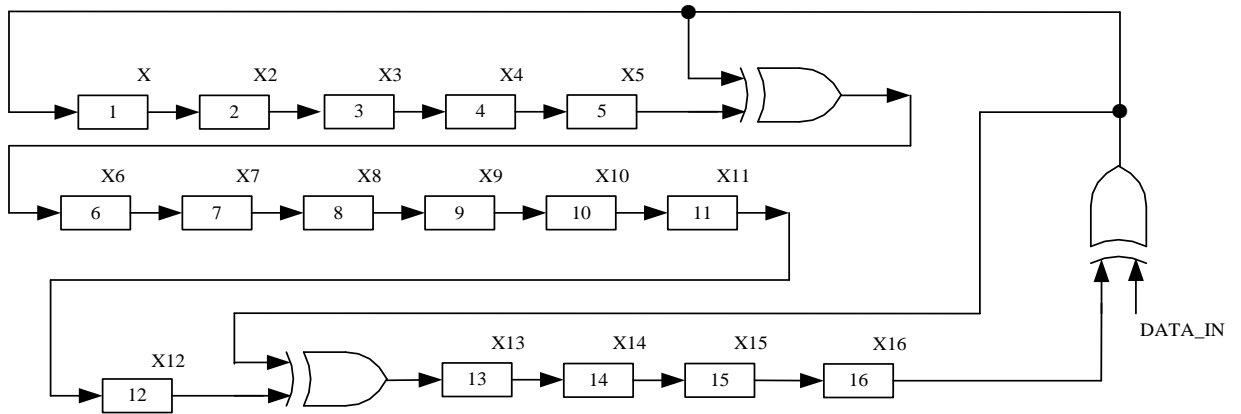 X X2 X3 X4 X5
1 2 3 4 5
X6 X7 X8 X9 X10 X11
6 7 8 9 10 11
DATA_IN
X12 X13 X14 X15 X16
12 13 14 15 16